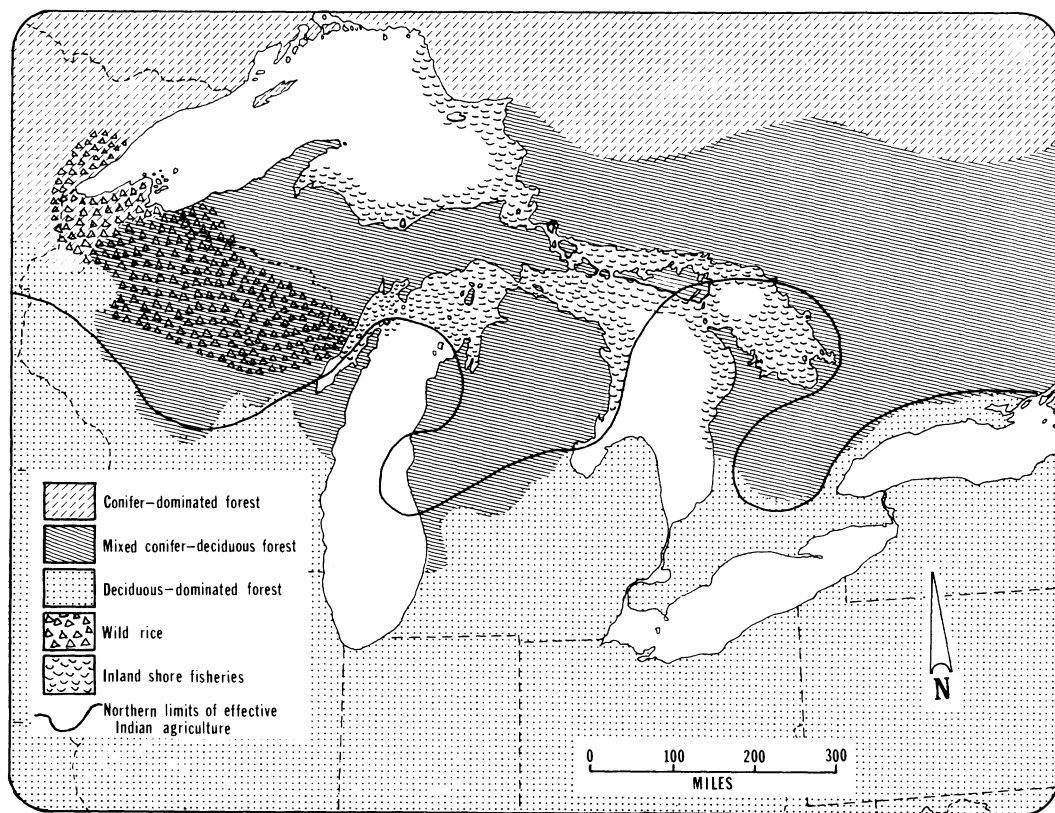 Conifer-dominated forest
Mixed conifer-deciduous forest
Deciduous-dominated forest
Wild rice
Inland shore fisheries
Northern limits of effective
Indian agriculture
N
0 100 200 300
MILES